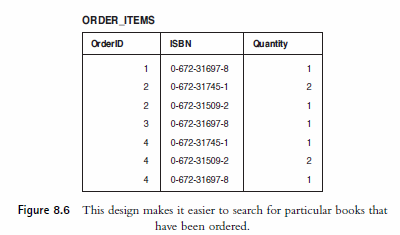 ORDER_ITEMS
OrderID ISBN Quantity
1 0-672-31697-8 1
2 0-672-31745-1 2
2 0-672-31509-2 1
3 0-672-31697-8 1
4 0-672-31745-1 1
4 0-672-31509-2 2
4 0-672-31697-8 1
Figure 8.6 This design makes it easier to search for particular books that
have been ordered.